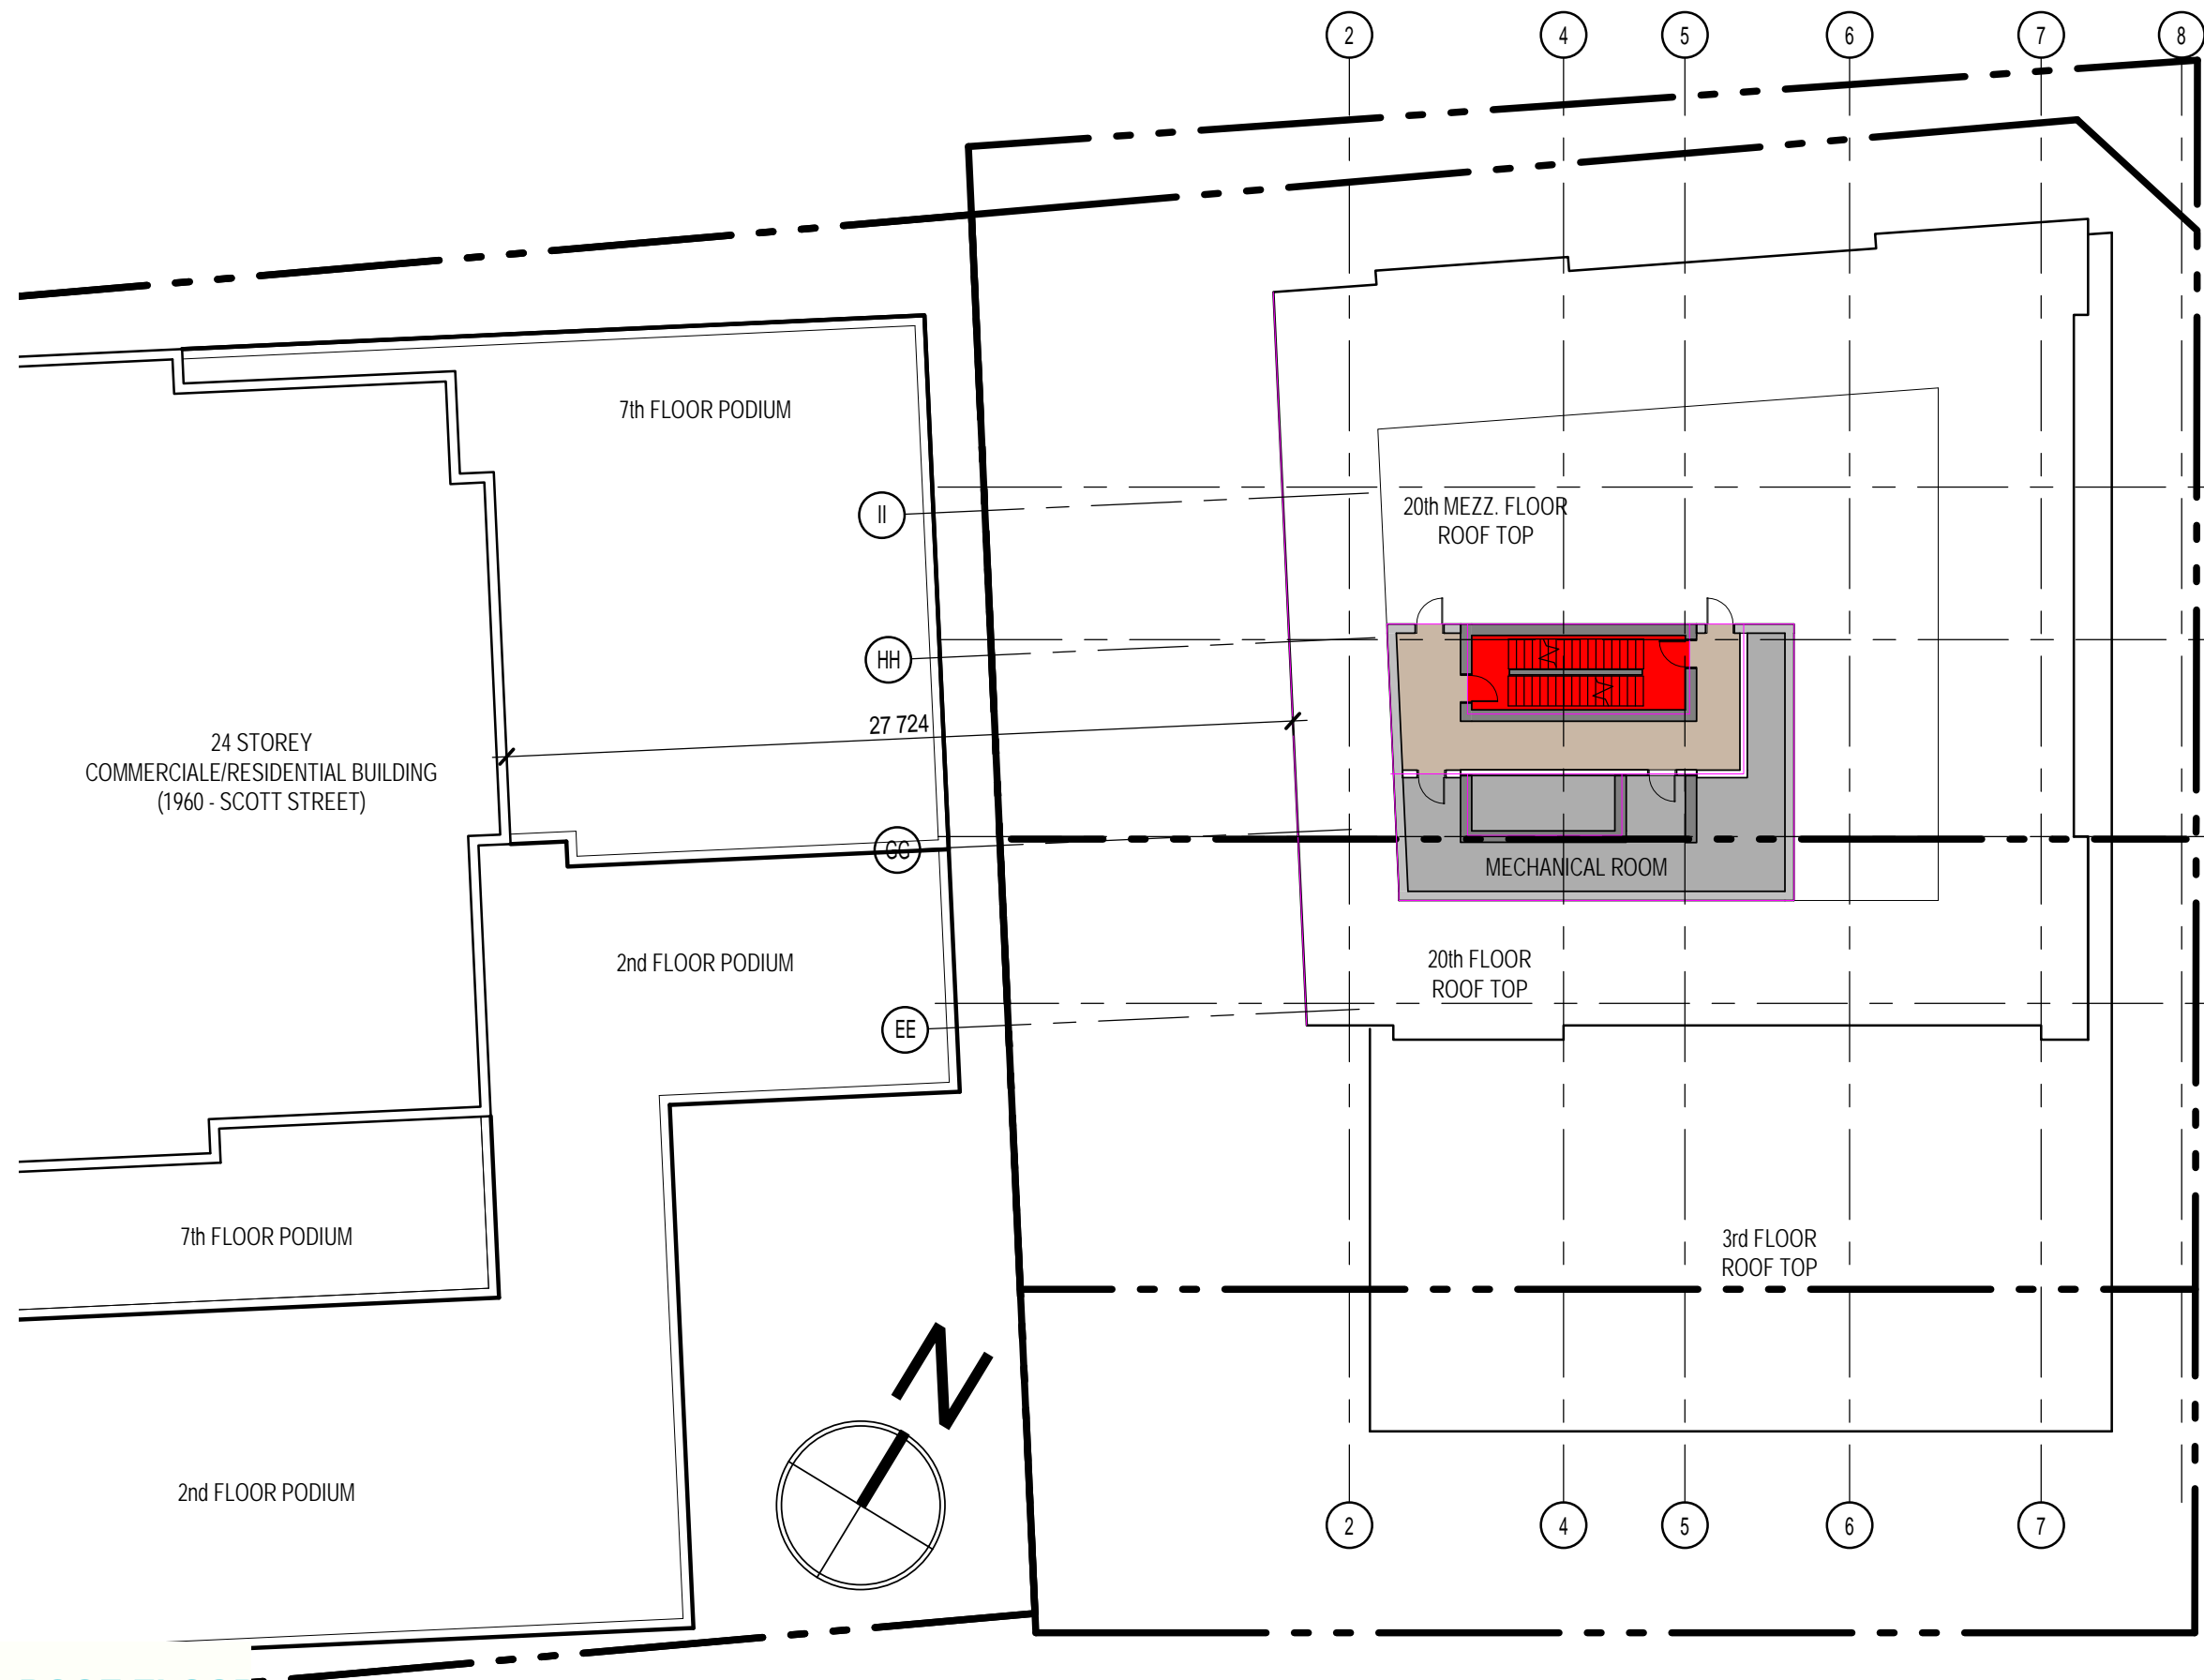 2 4 5 6 7 8
7th FLOOR PODIUM
20th MEZZ. FLOOR
ROOF TOP
II
HH
27 724
24 STOREY
COMMERCIALE/RESIDENTIAL BUILDING
(1960 - SCOTT STREET)
GG
MECHANICAL ROOM
2nd FLOOR PODIUM
20th FLOOR
ROOF TOP
EE
7th FLOOR PODIUM
3rd FLOOR
ROOF TOP
N
2nd FLOOR PODIUM
2 4 5 6 7